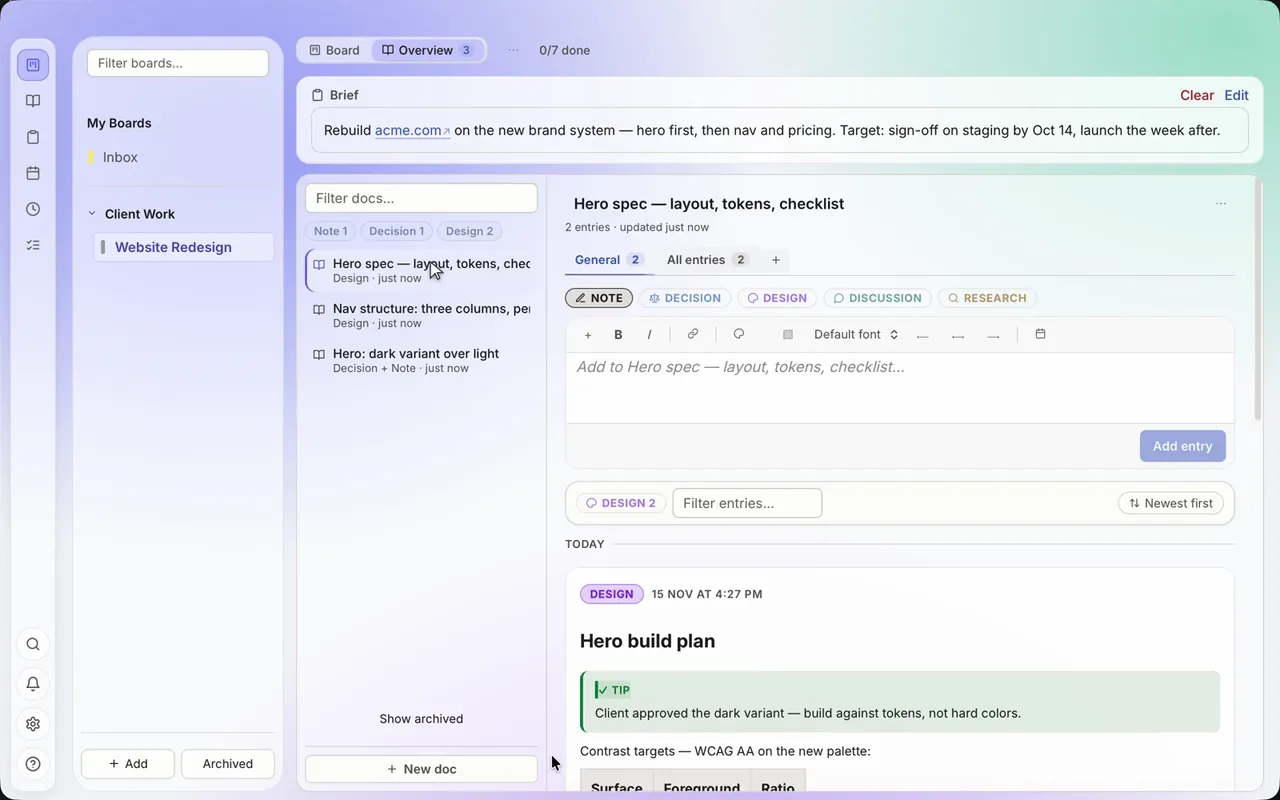 Filter boards...
My Boards
Inbox
Client Work
Website Redesign
+ Add
Archived
Board
Overview 3
...
0/7 done
Brief
Clear Edit
Rebuild acme.com↗ on the new brand system — hero first, then nav and pricing. Target: sign-off on staging by Oct 14, launch the week after.
Filter docs...
Note 1 Decision 1 Design 2
Hero spec — layout, tokens, chec
Design · just now
Nav structure: three columns, per
Design · just now
Hero: dark variant over light
Decision + Note · just now
Show archived
+ New doc
Hero spec — layout, tokens, checklist
...
2 entries · updated just now
General 2 All entries 2 +
NOTE DECISION DESIGN DISCUSSION RESEARCH
+ B I Default font
Add to Hero spec — layout, tokens, checklist...
Add entry
DESIGN 2 Filter entries... Newest first
TODAY
DESIGN 15 NOV AT 4:27 PM
Hero build plan
✓ TIP
Client approved the dark variant — build against tokens, not hard colors.
Contrast targets — WCAG AA on the new palette:
Surface Foreground Ratio